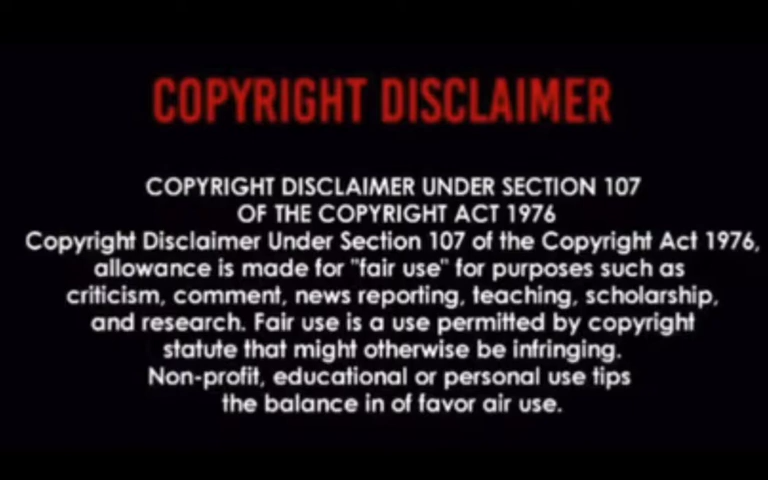 COPYRIGHT DISCLAIMER
COPYRIGHT DISCLAIMER UNDER SECTION 107
OF THE COPYRIGHT ACT 1976
Copyright Disclaimer Under Section 107 of the Copyright Act 1976,
allowance is made for "fair use" for purposes such as
criticism, comment, news reporting, teaching, scholarship,
and research. Fair use is a use permitted by copyright
statute that might otherwise be infringing.
Non-profit, educational or personal use tips
the balance in of favor air use.